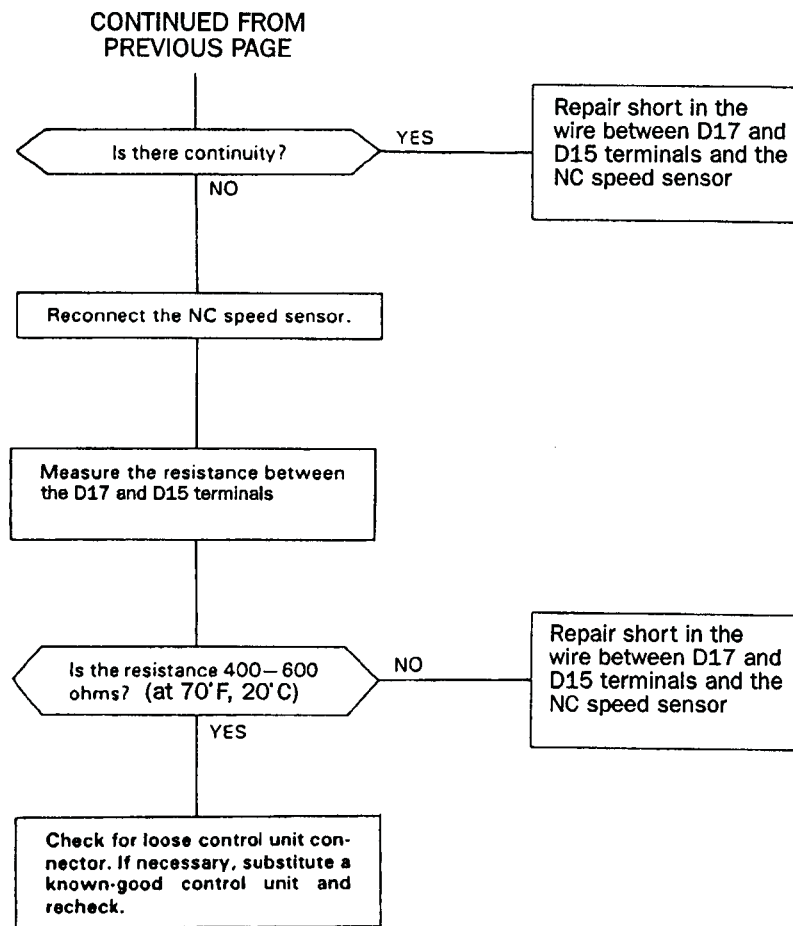 CONTINUED FROM
PREVIOUS PAGE
Is there continuity?
YES
Repair short in the
wire between D17 and
D15 terminals and the
NC speed sensor
NO
Reconnect the NC speed sensor.
Measure the resistance between
the D17 and D15 terminals
Is the resistance 400–600
ohms? (at 70°F, 20°C)
NO
Repair short in the
wire between D17 and
D15 terminals and the
NC speed sensor
YES
Check for loose control unit con-
nector. If necessary, substitute a
known-good control unit and
recheck.